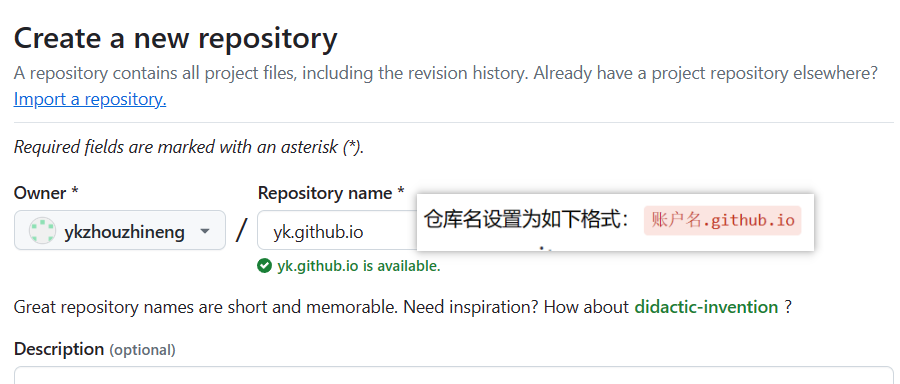 Create a new repository
A repository contains all project files, including the revision history. Already have a project repository elsewhere?
Import a repository.
Required fields are marked with an asterisk (*).
Owner *
Repository name *
ykzhouzhineng
/
yk.github.io
仓库名设置为如下格式： 账户名.github.io
yk.github.io is available.
Great repository names are short and memorable. Need inspiration? How about didactic-invention ?
Description (optional)